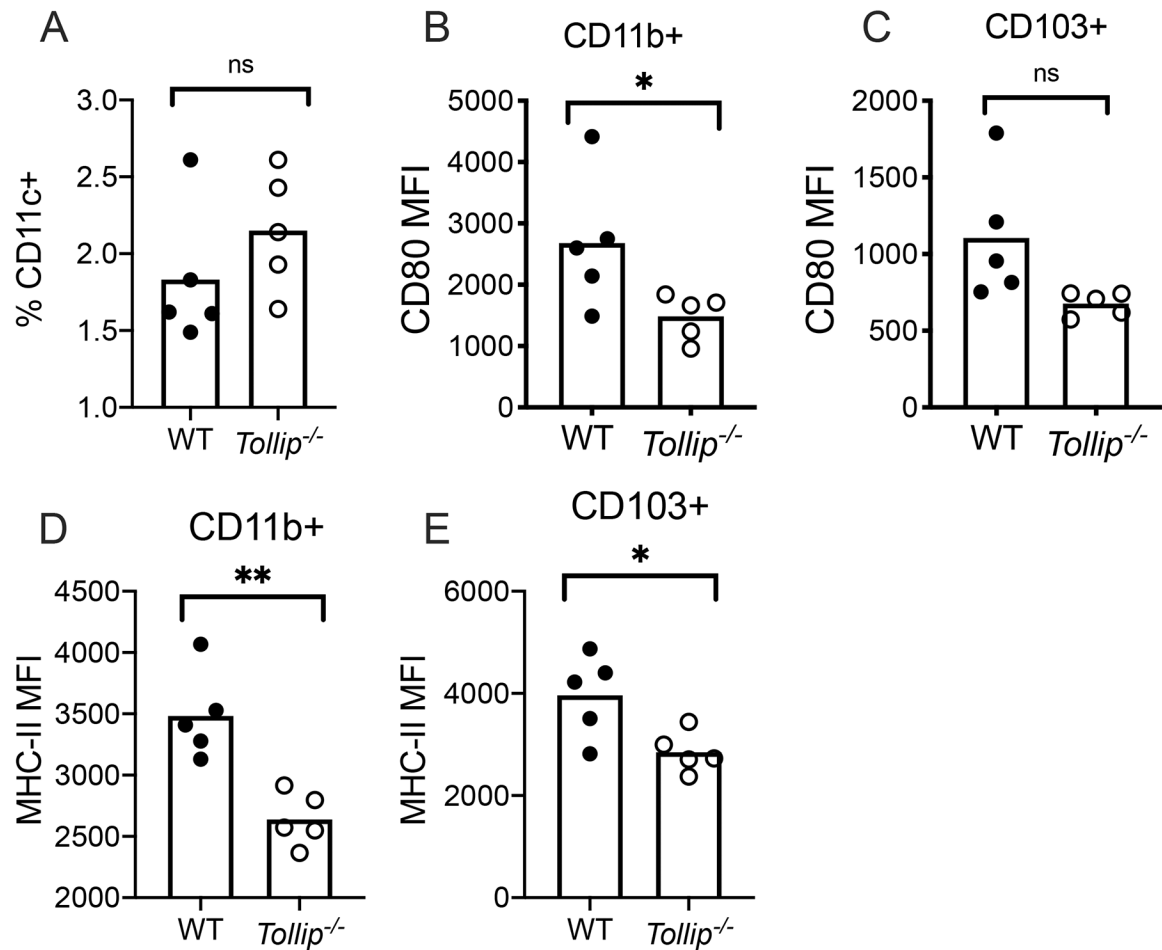 A
ns
% CD11c+
3.0
2.5
2.0
1.5
1.0
WT
Tollip-/-
B
CD11b+
*
CD80 MFI
5000
4000
3000
2000
1000
0
WT
Tollip-/-
C
CD103+
ns
CD80 MFI
2000
1500
1000
500
0
WT
Tollip-/-
D
CD11b+
**
MHC-II MFI
4500
4000
3500
3000
2500
2000
WT
Tollip-/-
E
CD103+
*
MHC-II MFI
6000
4000
2000
0
WT
Tollip-/-